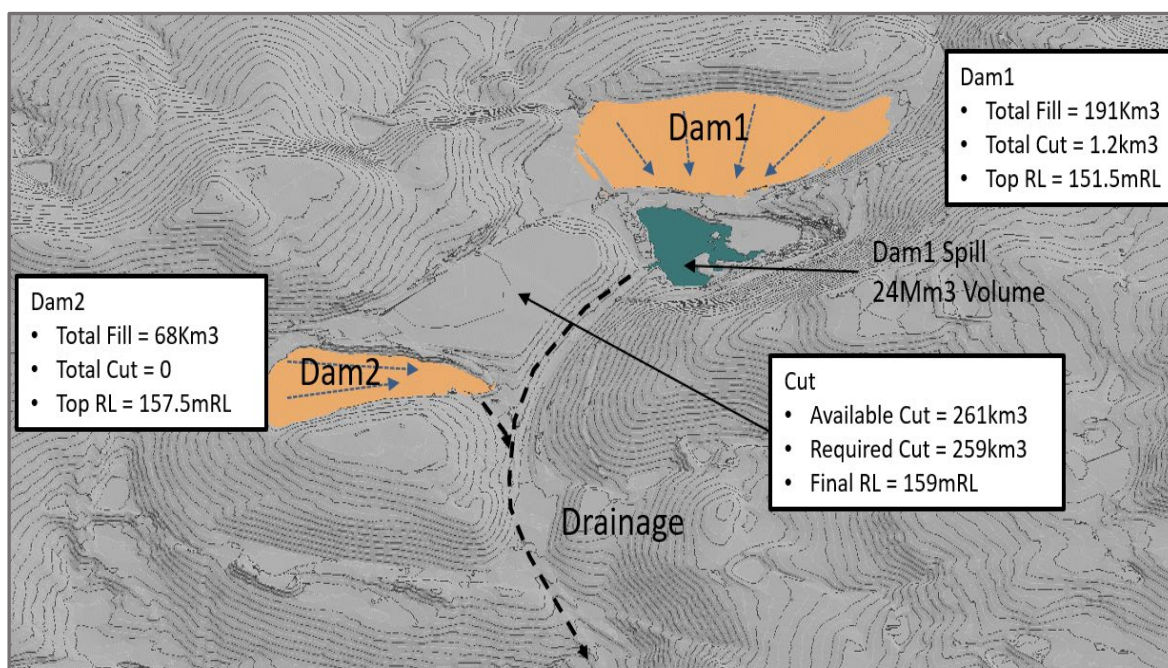 Dam1
• Total Fill = 191Km3
• Total Cut = 1.2km3
• Top RL = 151.5mRL
Dam1
Dam1 Spill
24Mm3 Volume
Dam2
• Total Fill = 68Km3
• Total Cut = 0
• Top RL = 157.5mRL
Dam2
Cut
• Available Cut = 261km3
• Required Cut = 259km3
• Final RL = 159mRL
Drainage